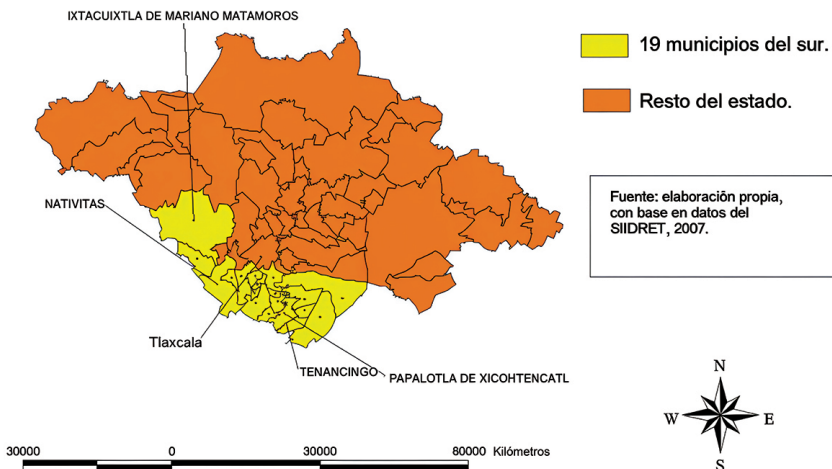 IXTACUIXTLA DE MARIANO MATAMOROS
19 municipios del sur.
Resto del estado.
Fuente: elaboración propia,
con base en datos del
SIIDRET, 2007.
NATIVITAS
Tlaxcala
TENANCINGO
PAPALOTLA DE XICOHTENCATL
N
W
E
S
30000 0 30000 60000 Kilómetros